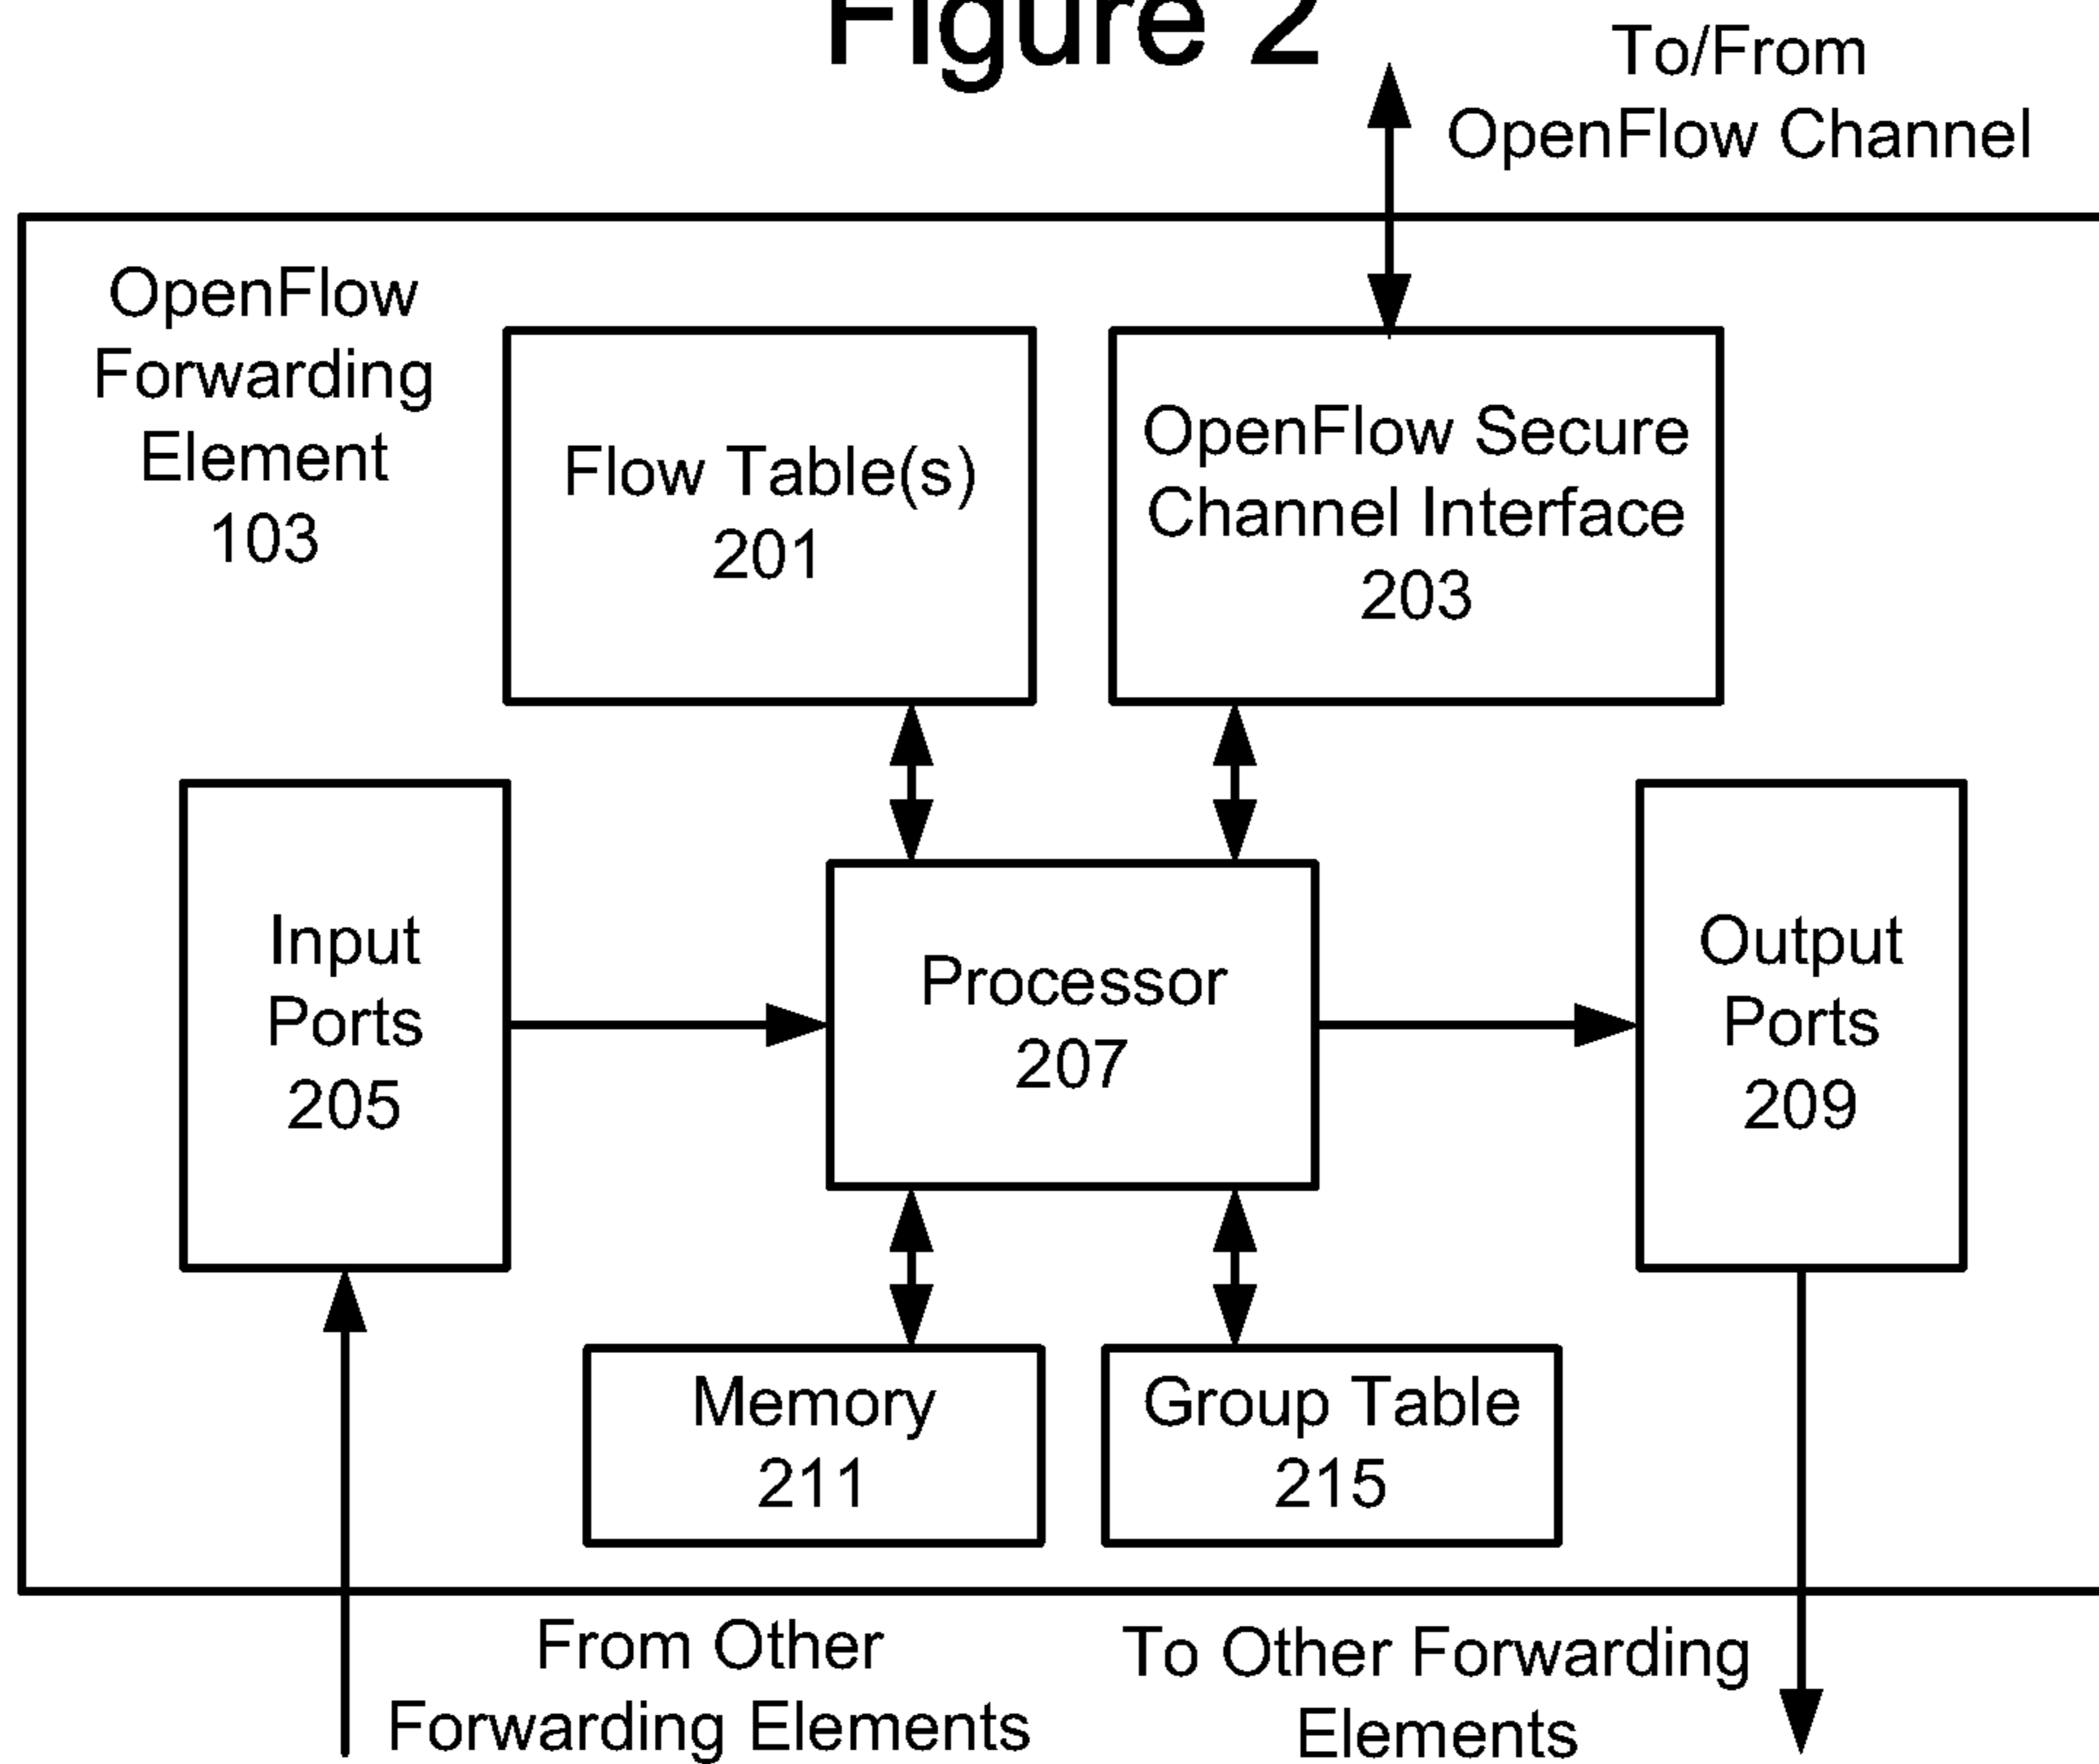 Figure 2
To/From
OpenFlow Channel
OpenFlow
Forwarding
Element
103
Flow Table(s)
201
OpenFlow Secure
Channel Interface
203
Input
Ports
205
Processor
207
Output
Ports
209
Memory
211
Group Table
215
From Other
Forwarding Elements
To Other Forwarding
Elements